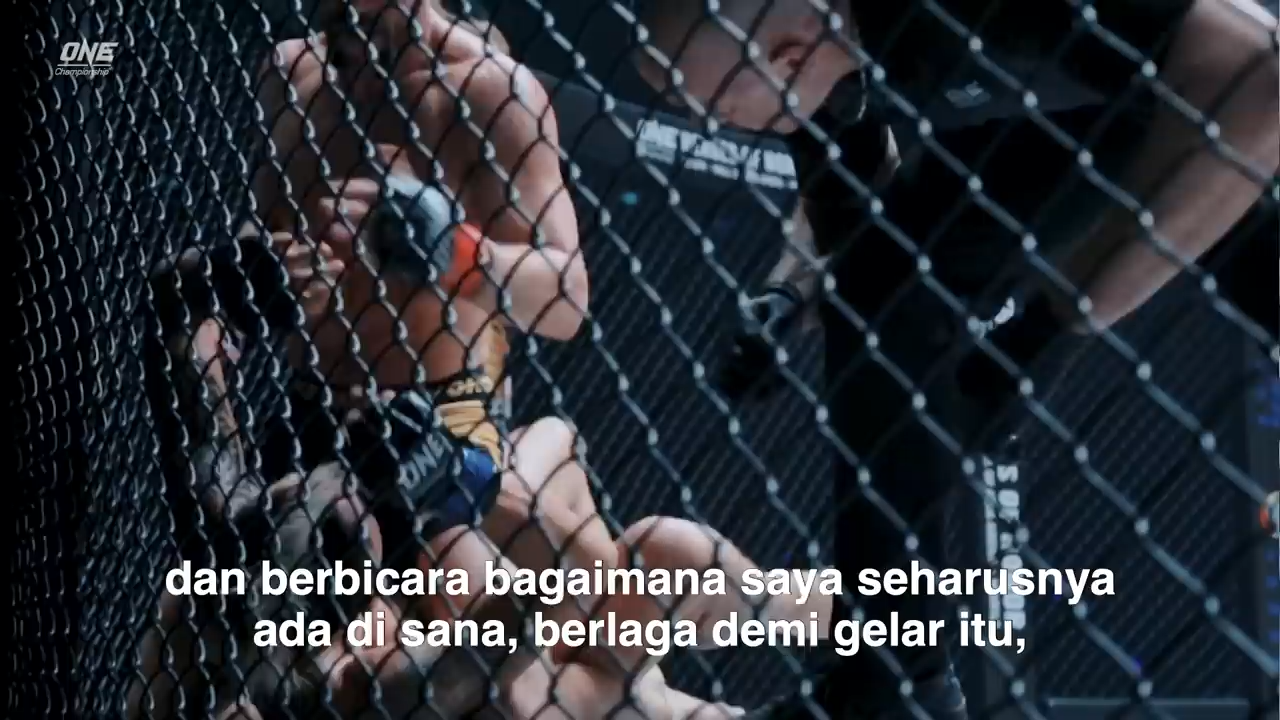 ONE
Championship
dan berbicara bagaimana saya seharusnya
ada di sana, berlaga demi gelar itu,
ONE